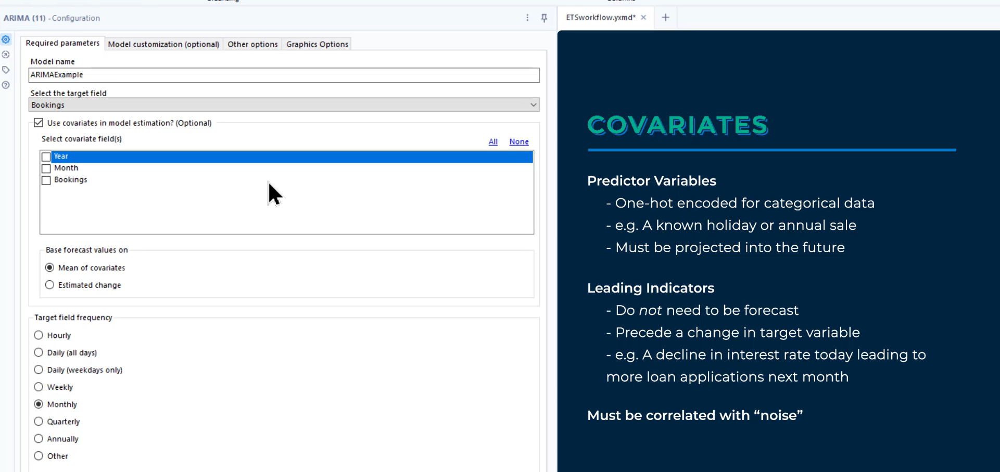 ARIMA (11) - Configuration
ETSworkflow.yxmd*
Required parameters
Model customization (optional)
Other options
Graphics Options
Model name
ARIMAExample
Select the target field
Bookings
Use covariates in model estimation? (Optional)
Select covariate field(s)
All
None
Year
Month
Bookings
Base forecast values on
Mean of covariates
Estimated change
Target field frequency
Hourly
Daily (all days)
Daily (weekdays only)
Weekly
Monthly
Quarterly
Annually
Other
COVARIATES
Predictor Variables
- One-hot encoded for categorical data
- e.g. A known holiday or annual sale
- Must be projected into the future
Leading Indicators
- Do not need to be forecast
- Precede a change in target variable
- e.g. A decline in interest rate today leading to
more loan applications next month
Must be correlated with “noise”